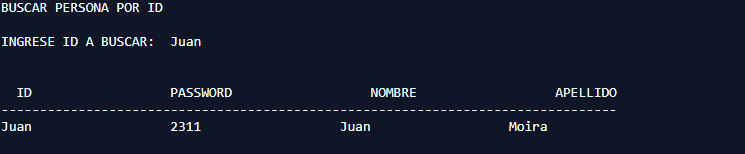 BUSCAR PERSONA POR ID
INGRESE ID A BUSCAR:  Juan
ID PASSWORD NOMBRE APELLIDO
--------------------------------------------------------------------------------
Juan 2311 Juan Moira